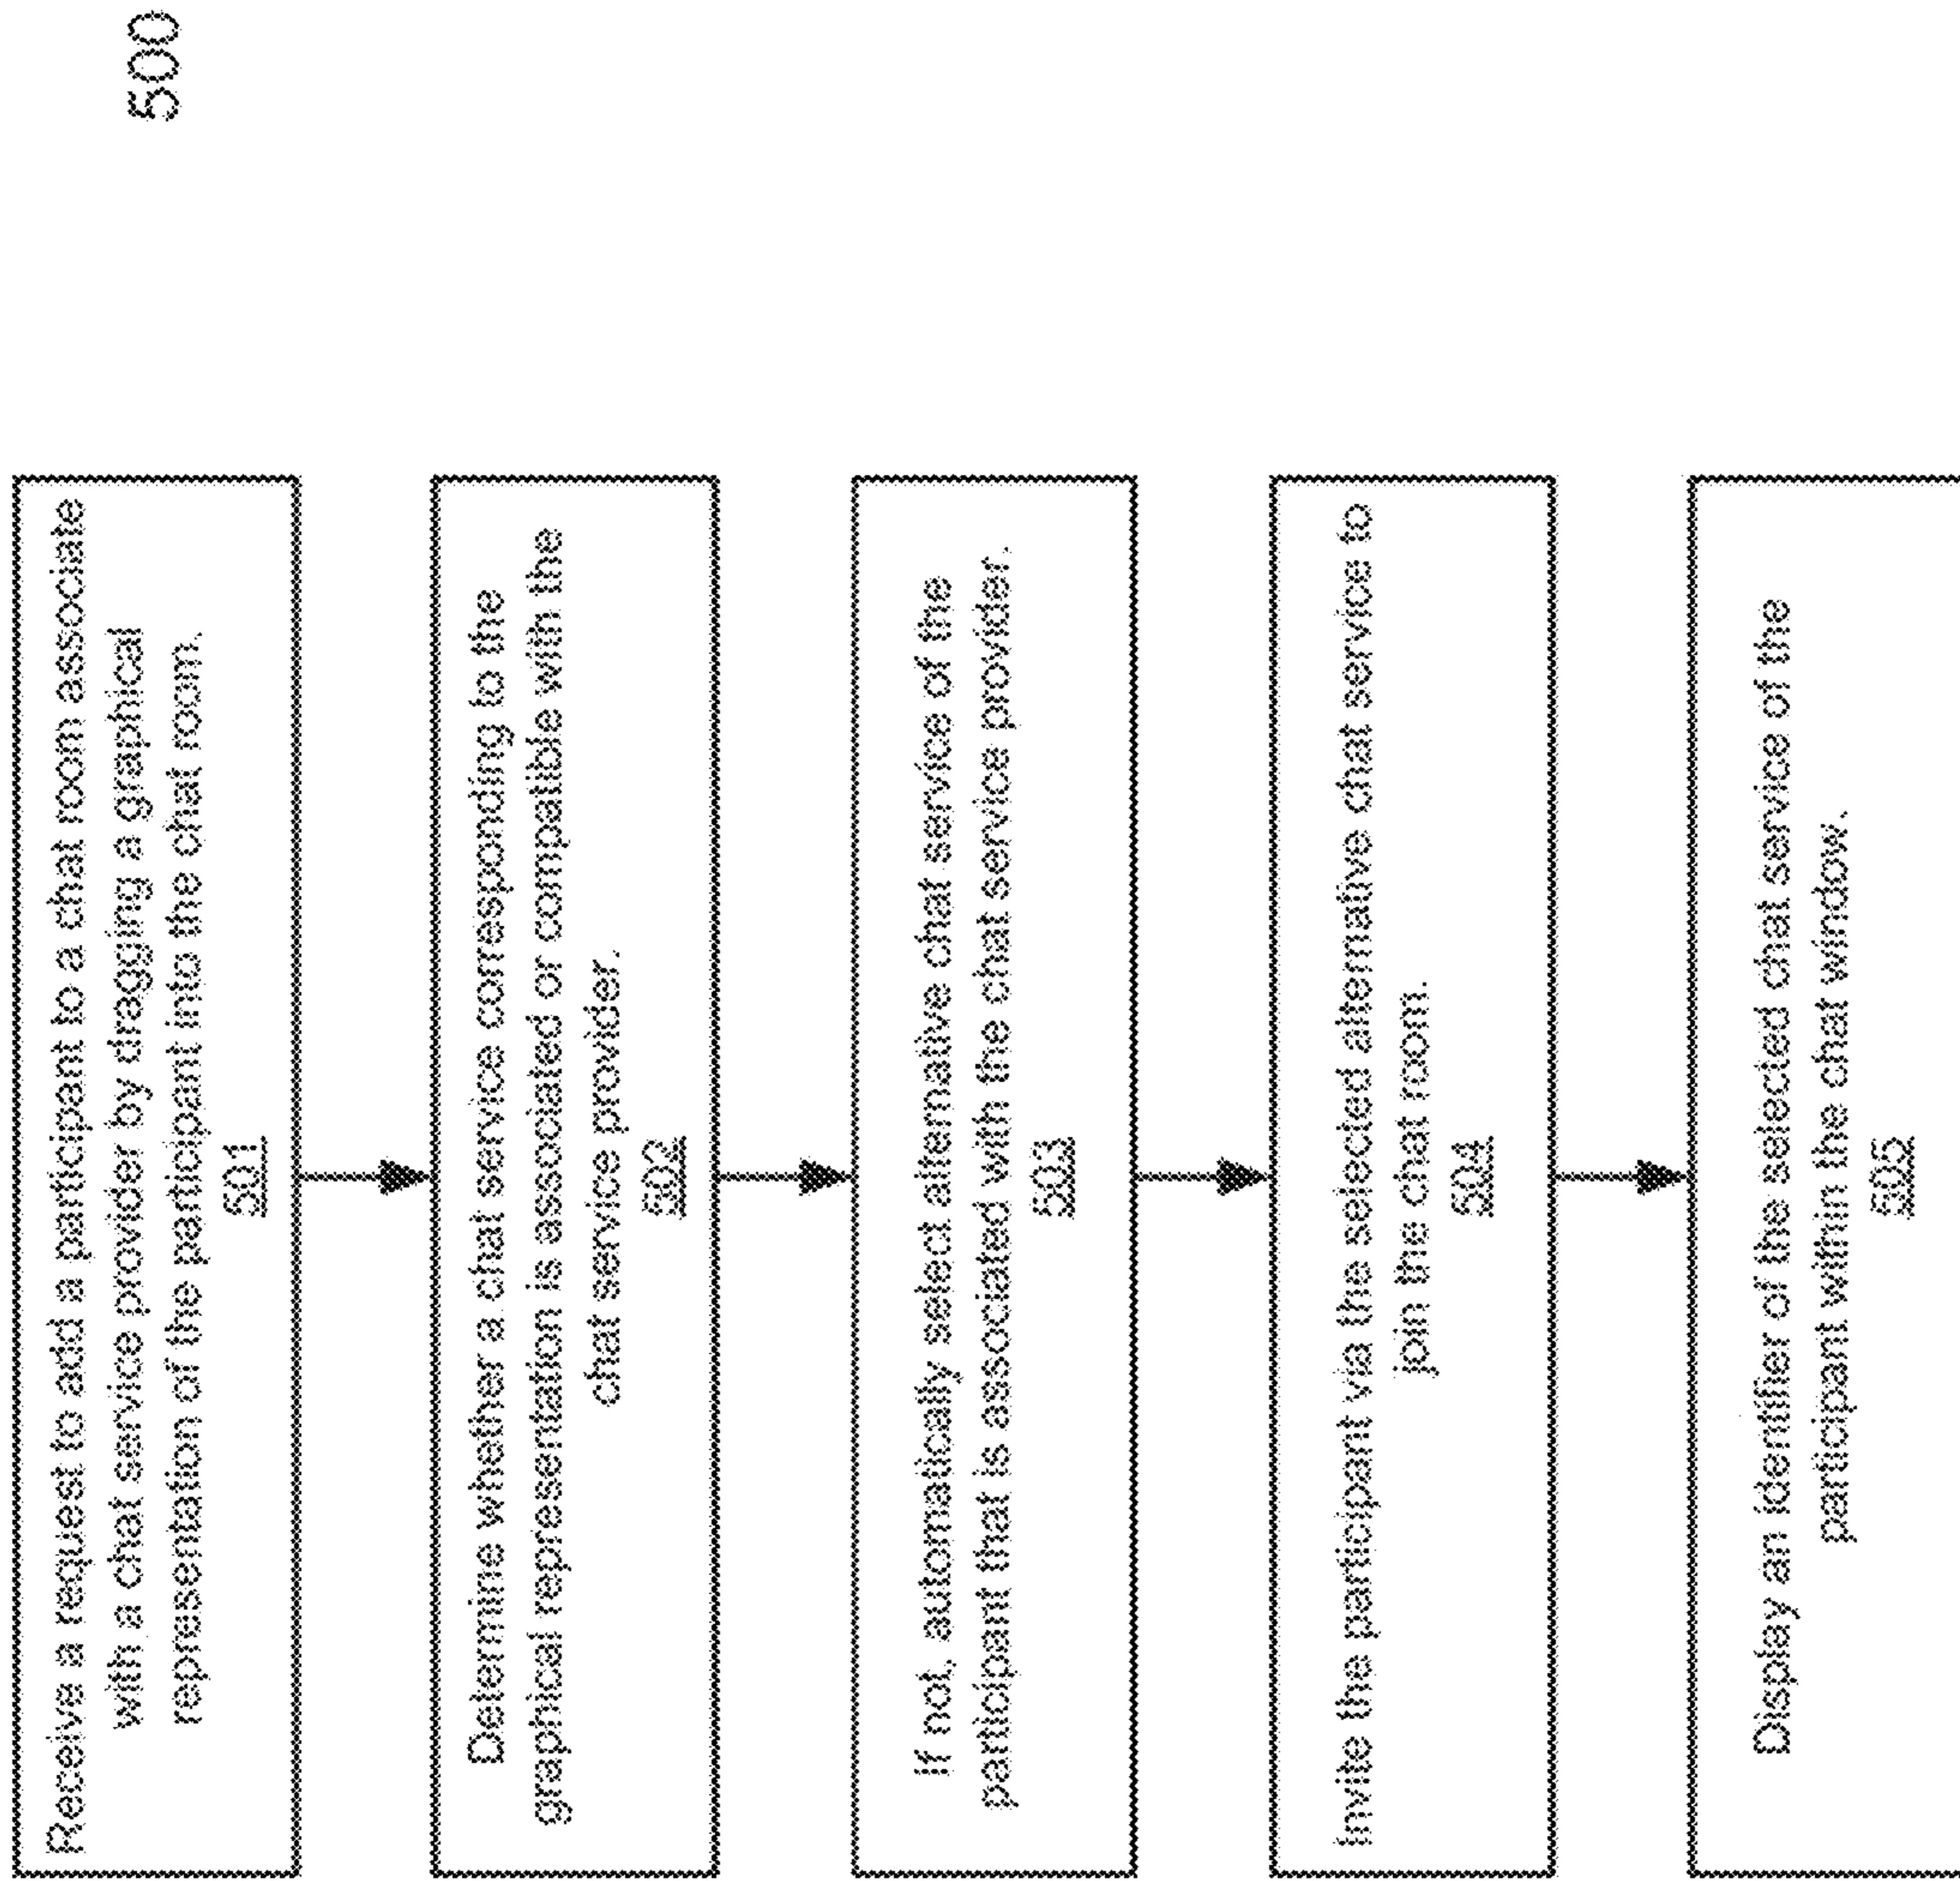 500
Receive a request to add a participant to a chat room associate
with a chat service provider by dragging a graphical
representation of the participant into the chat room.
501
Determine whether a chat service corresponding to the
graphical representation is associated or compatible with the
chat service provider.
502
If not, automatically select alternative chat service of the
participant that is associated with the chat service provider.
503
Invite the participant via the selected alternative chat service to
join the chat room.
504
Display an identifier of the selected chat service of the
participant within the chat window.
505